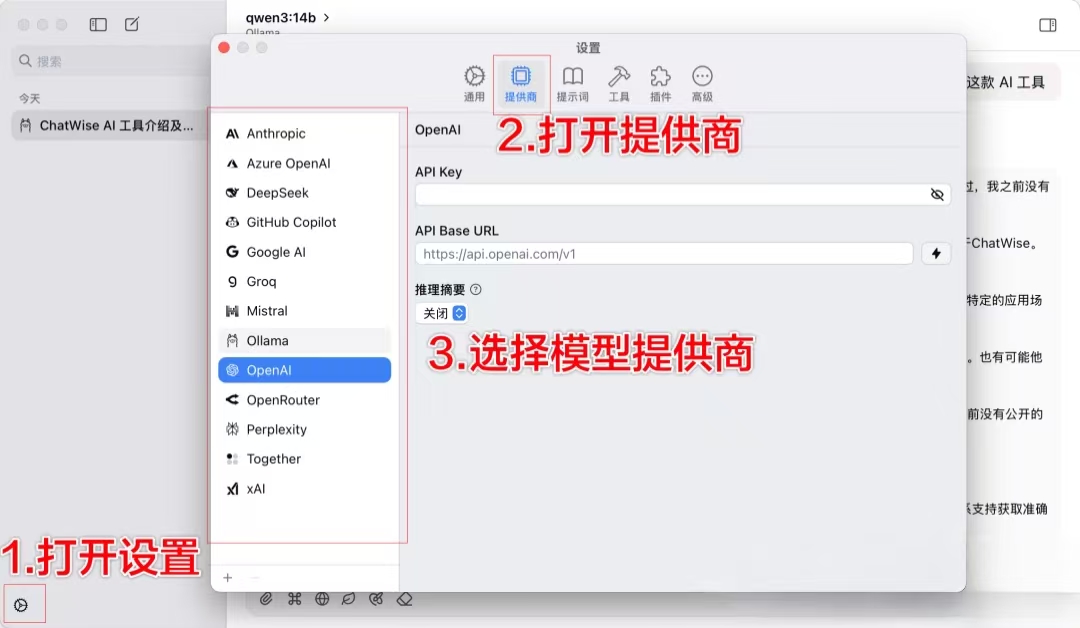 qwen3:14b
Ollama
搜索
今天
ChatWise AI 工具介绍及...
设置
通用
提供商
提示词
工具
插件
高级
这款 AI 工具
Anthropic
Azure OpenAI
DeepSeek
GitHub Copilot
Google AI
Groq
Mistral
Ollama
OpenAI
OpenRouter
Perplexity
Together
xAI
OpenAI
2.打开提供商
API Key
API Base URL
https://api.openai.com/v1
推理摘要
关闭
3.选择模型提供商
过，我之前没有
ChatWise。
特定的应用场
。也有可能他
前没有公开的
系支持获取准确
1.打开设置